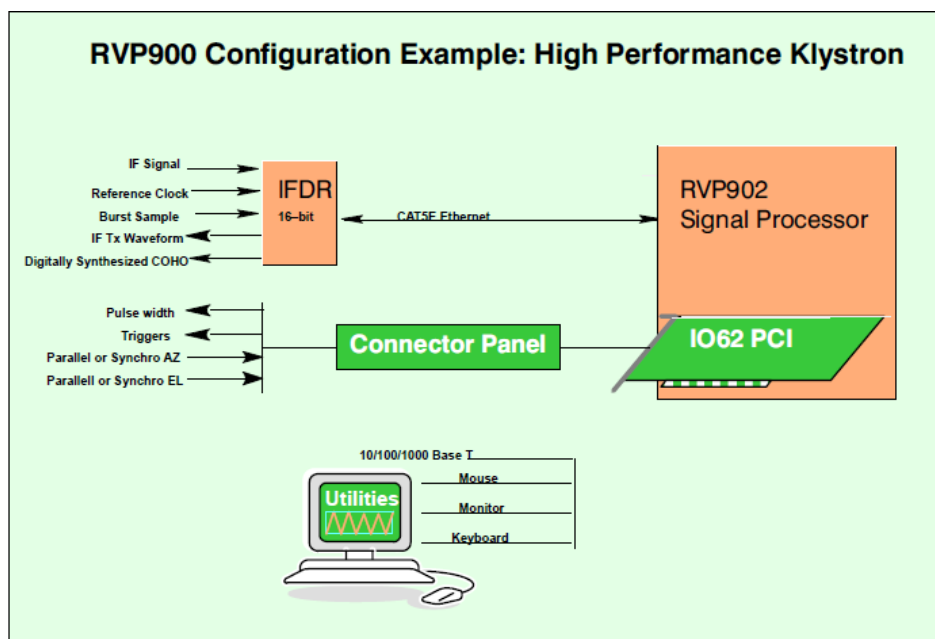 RVP900 Configuration Example: High Performance Klystron
IF Signal
Reference Clock
Burst Sample
IF Tx Waveform
Digitally Synthesized COHO
IFDR
16–bit
CAT5E Ethernet
RVP902
Signal Processor
Pulse width
Triggers
Parallel or Synchro AZ
Parallell or Synchro EL
Connector Panel
IO62 PCI
10/100/1000 Base T
Mouse
Monitor
Keyboard
Utilities